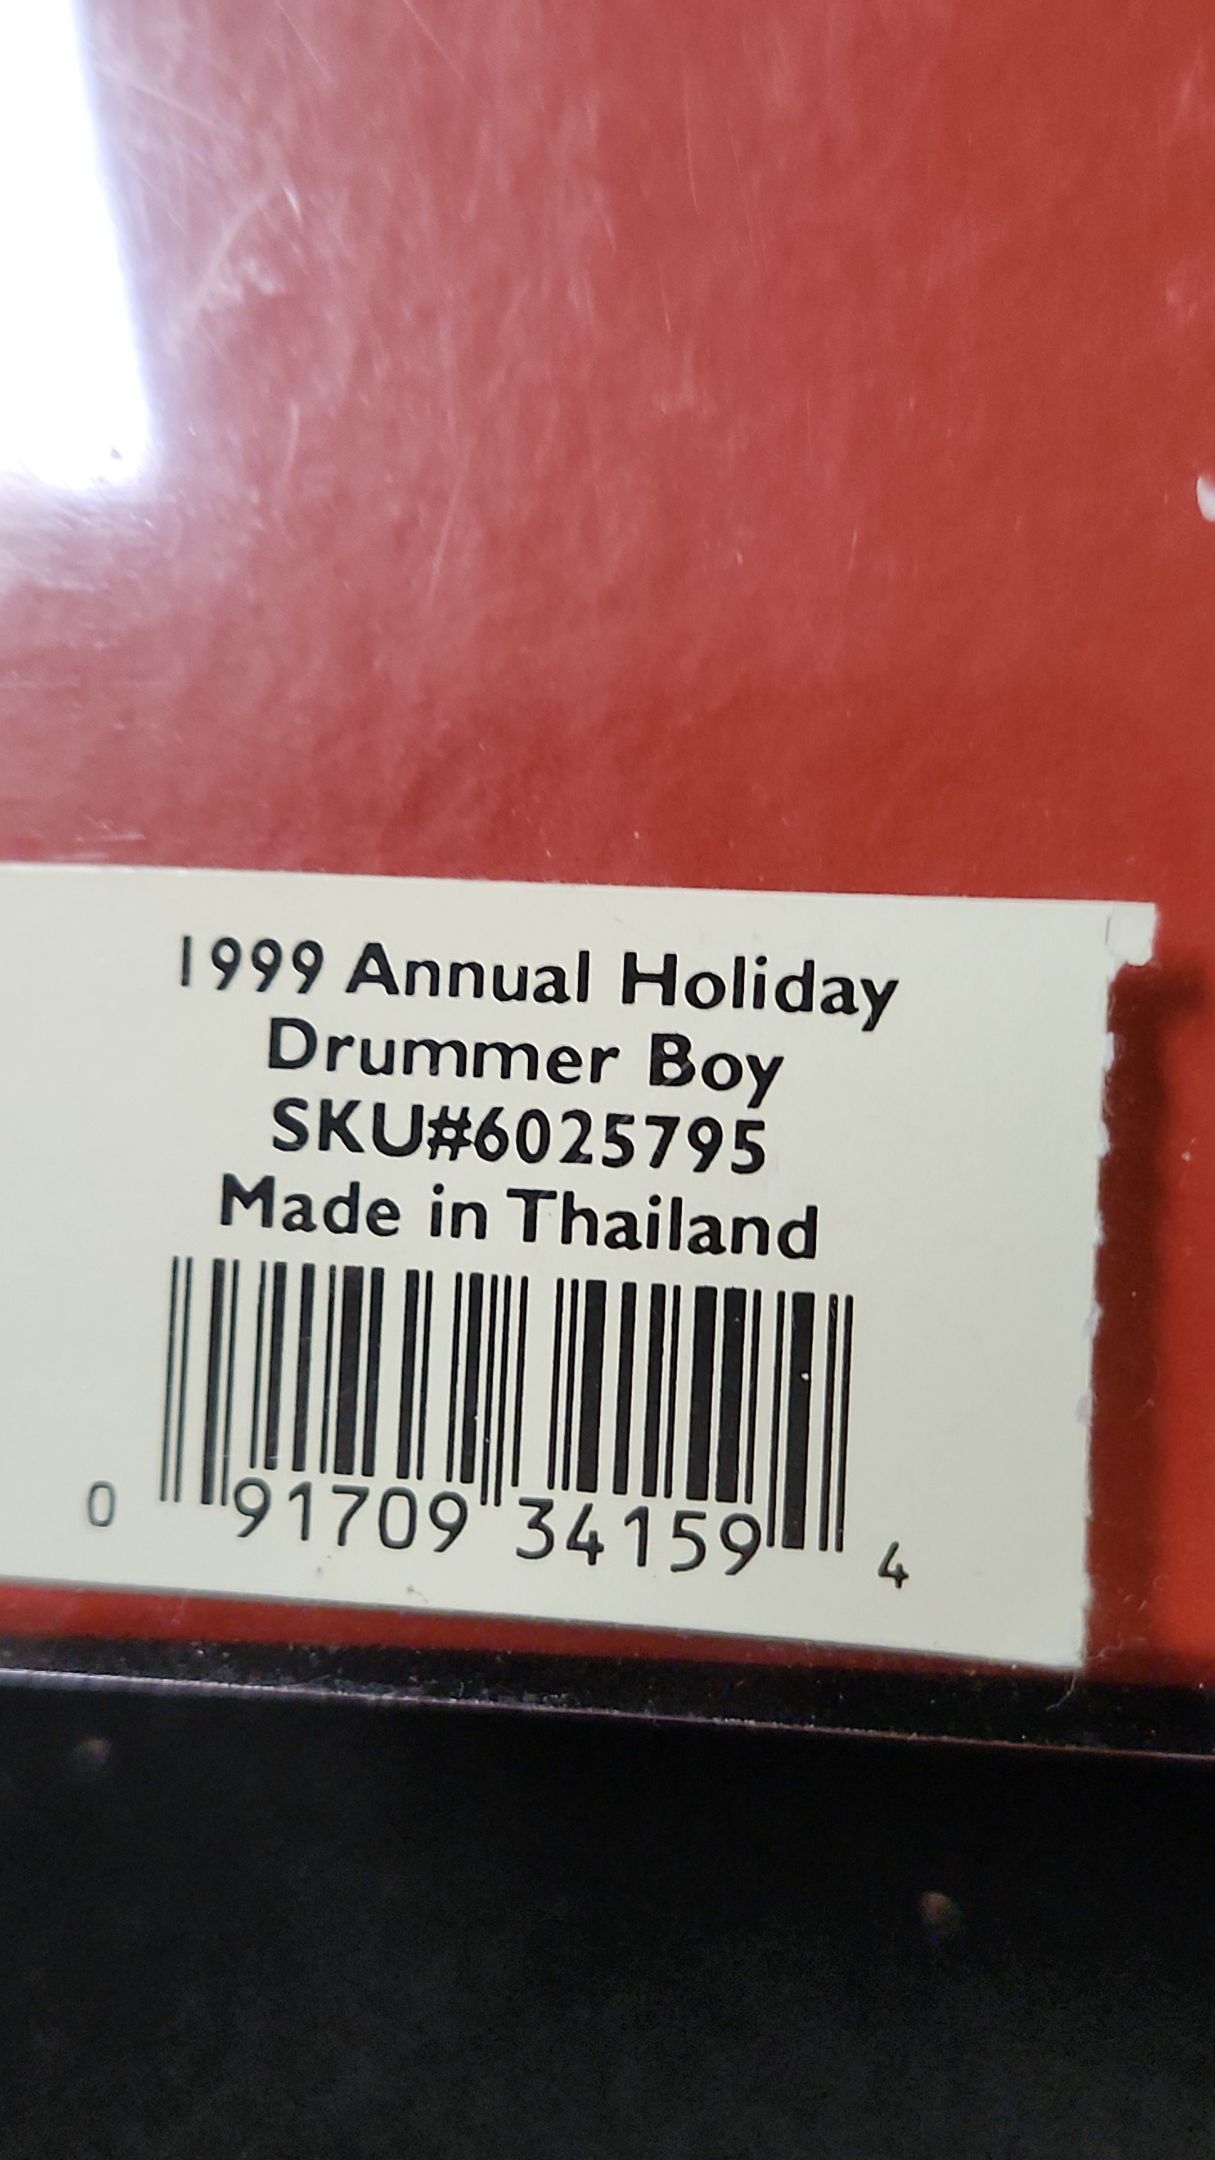 1999 Annual Holiday
Drummer Boy
SKU#6025795
Made in Thailand
0 91709 34159 4